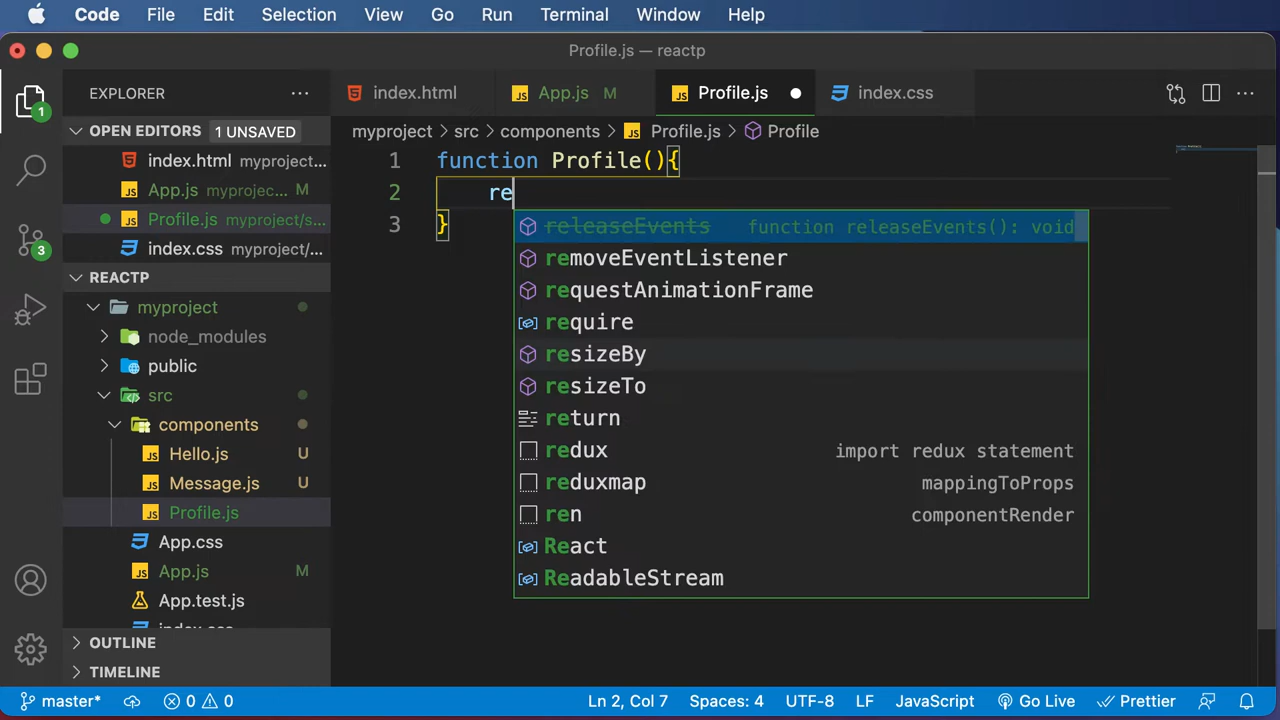 Code File Edit Selection View Go Run Terminal Window Help
Profile.js — reactp
EXPLORER ···
index.html
App.js M
Profile.js
index.css
OPEN EDITORS 1 UNSAVED
index.html myproject...
App.js myprojec... M
Profile.js myproject/s...
index.css myproject/...
REACTP
myproject
node_modules
public
src
components
Hello.js U
Message.js U
Profile.js
App.css
App.js M
App.test.js
OUTLINE
TIMELINE
myproject > src > components > Profile.js > Profile
1 function Profile(){
2 re
3 }
releaseEvents function releaseEvents(): void
removeEventListener
requestAnimationFrame
require
resizeBy
resizeTo
return
redux import redux statement
reduxmap mappingToProps
ren componentRender
React
ReadableStream
1
3
master* 0 0 Ln 2, Col 7 Spaces: 4 UTF-8 LF JavaScript Go Live Prettier